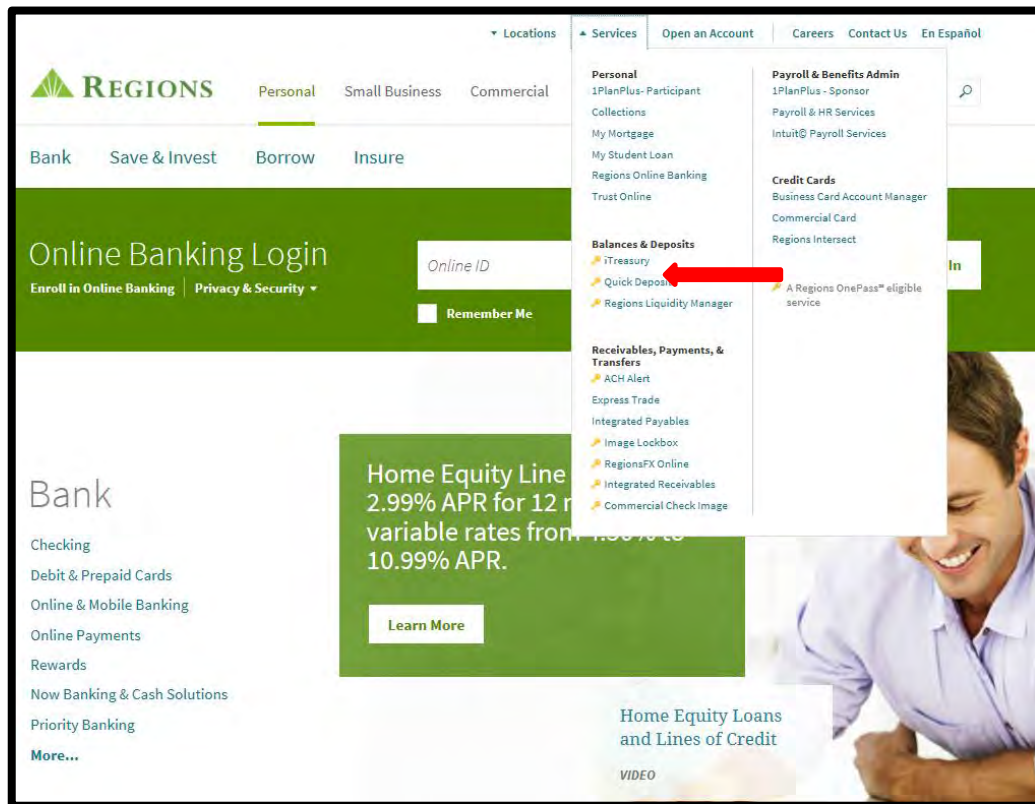 Locations
Services
Open an Account
Careers
Contact Us
En Español
REGIONS
Personal
Small Business
Commercial
Bank
Save & Invest
Borrow
Insure
Personal
1PlanPlus- Participant
Collections
My Mortgage
My Student Loan
Regions Online Banking
Trust Online
Balances & Deposits
iTreasury
Quick Deposit
Regions Liquidity Manager
Receivables, Payments, &
Transfers
ACH Alert
Express Trade
Integrated Payables
Image Lockbox
RegionsFX Online
Integrated Receivables
Commercial Check Image
Payroll & Benefits Admin
1PlanPlus - Sponsor
Payroll & HR Services
Intuit© Payroll Services
Credit Cards
Business Card Account Manager
Commercial Card
Regions Intersect
A Regions OnePass℠ eligible
service
Online Banking Login
Enroll in Online Banking
Privacy & Security
Online ID
Remember Me
In
Bank
Checking
Debit & Prepaid Cards
Online & Mobile Banking
Online Payments
Rewards
Now Banking & Cash Solutions
Priority Banking
More...
Home Equity Line
2.99% APR for 12
variable rates from to
10.99% APR.
Learn More
Home Equity Loans
and Lines of Credit
VIDEO